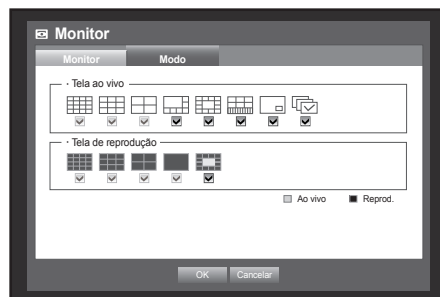 Monitor
Monitor Modo
· Tela ao vivo
· Tela de reprodução
Ao vivo Reprod.
OK Cancelar